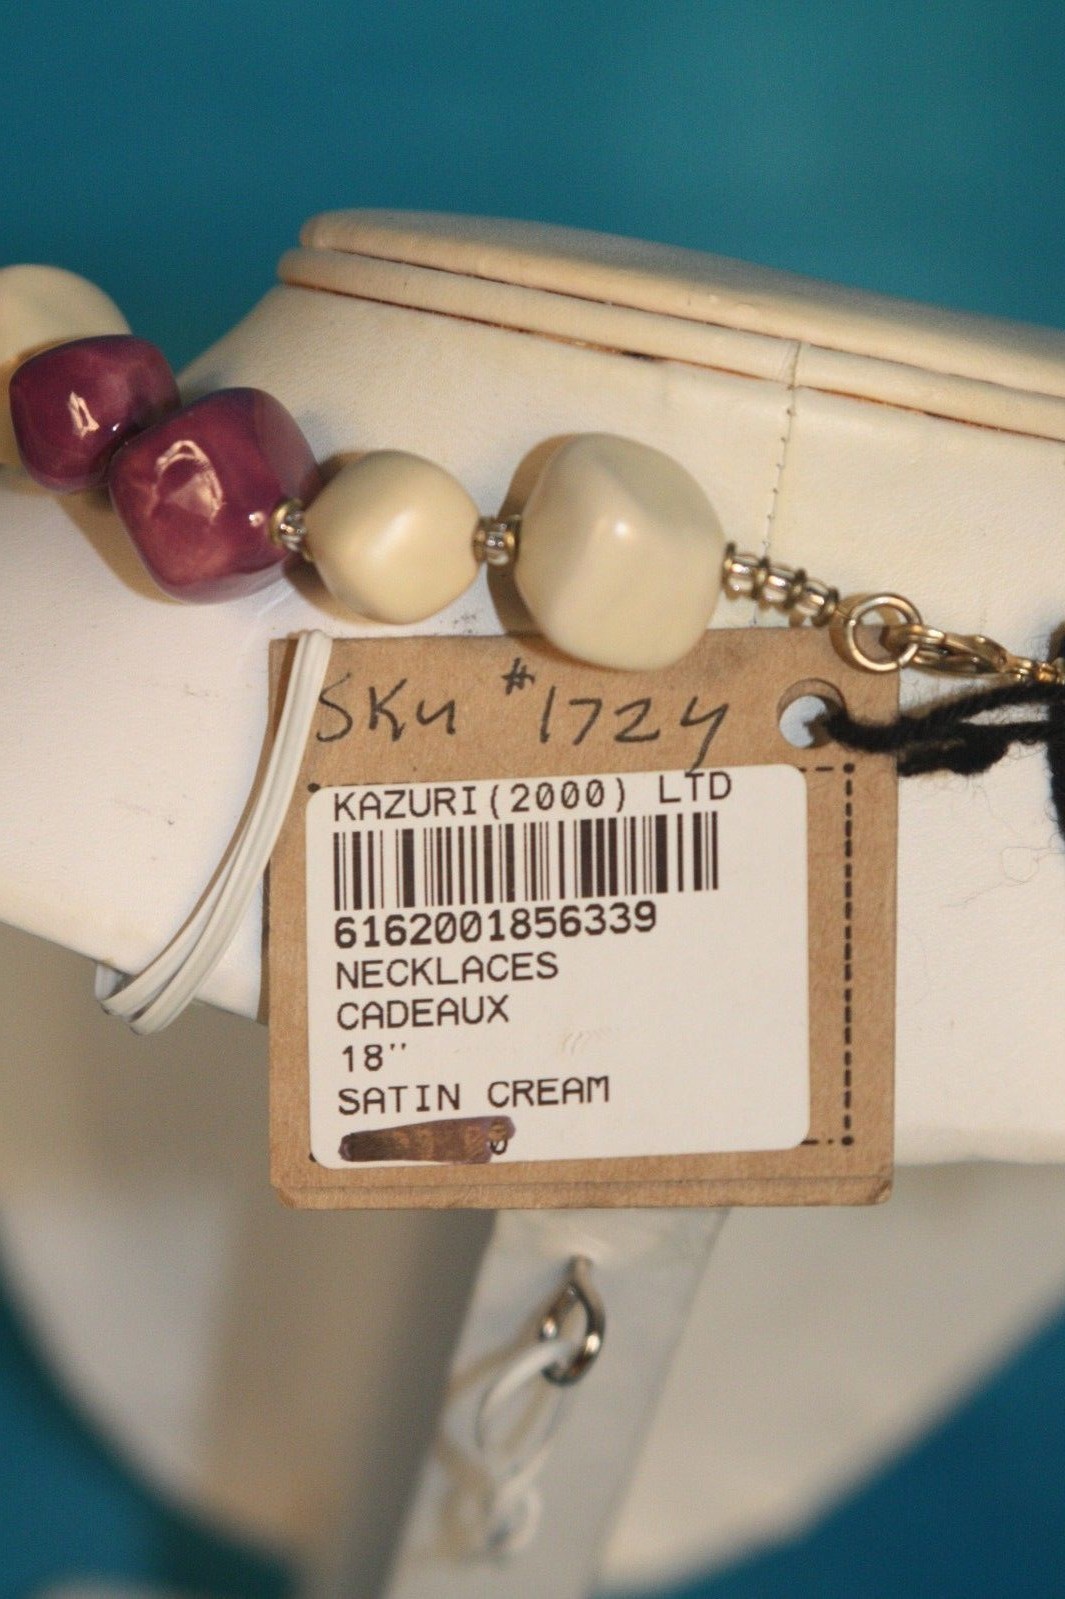 SKu #1724
KAZURI(2000) LTD
6162001856339
NECKLACES
CADEAUX
18"
SATIN CREAM